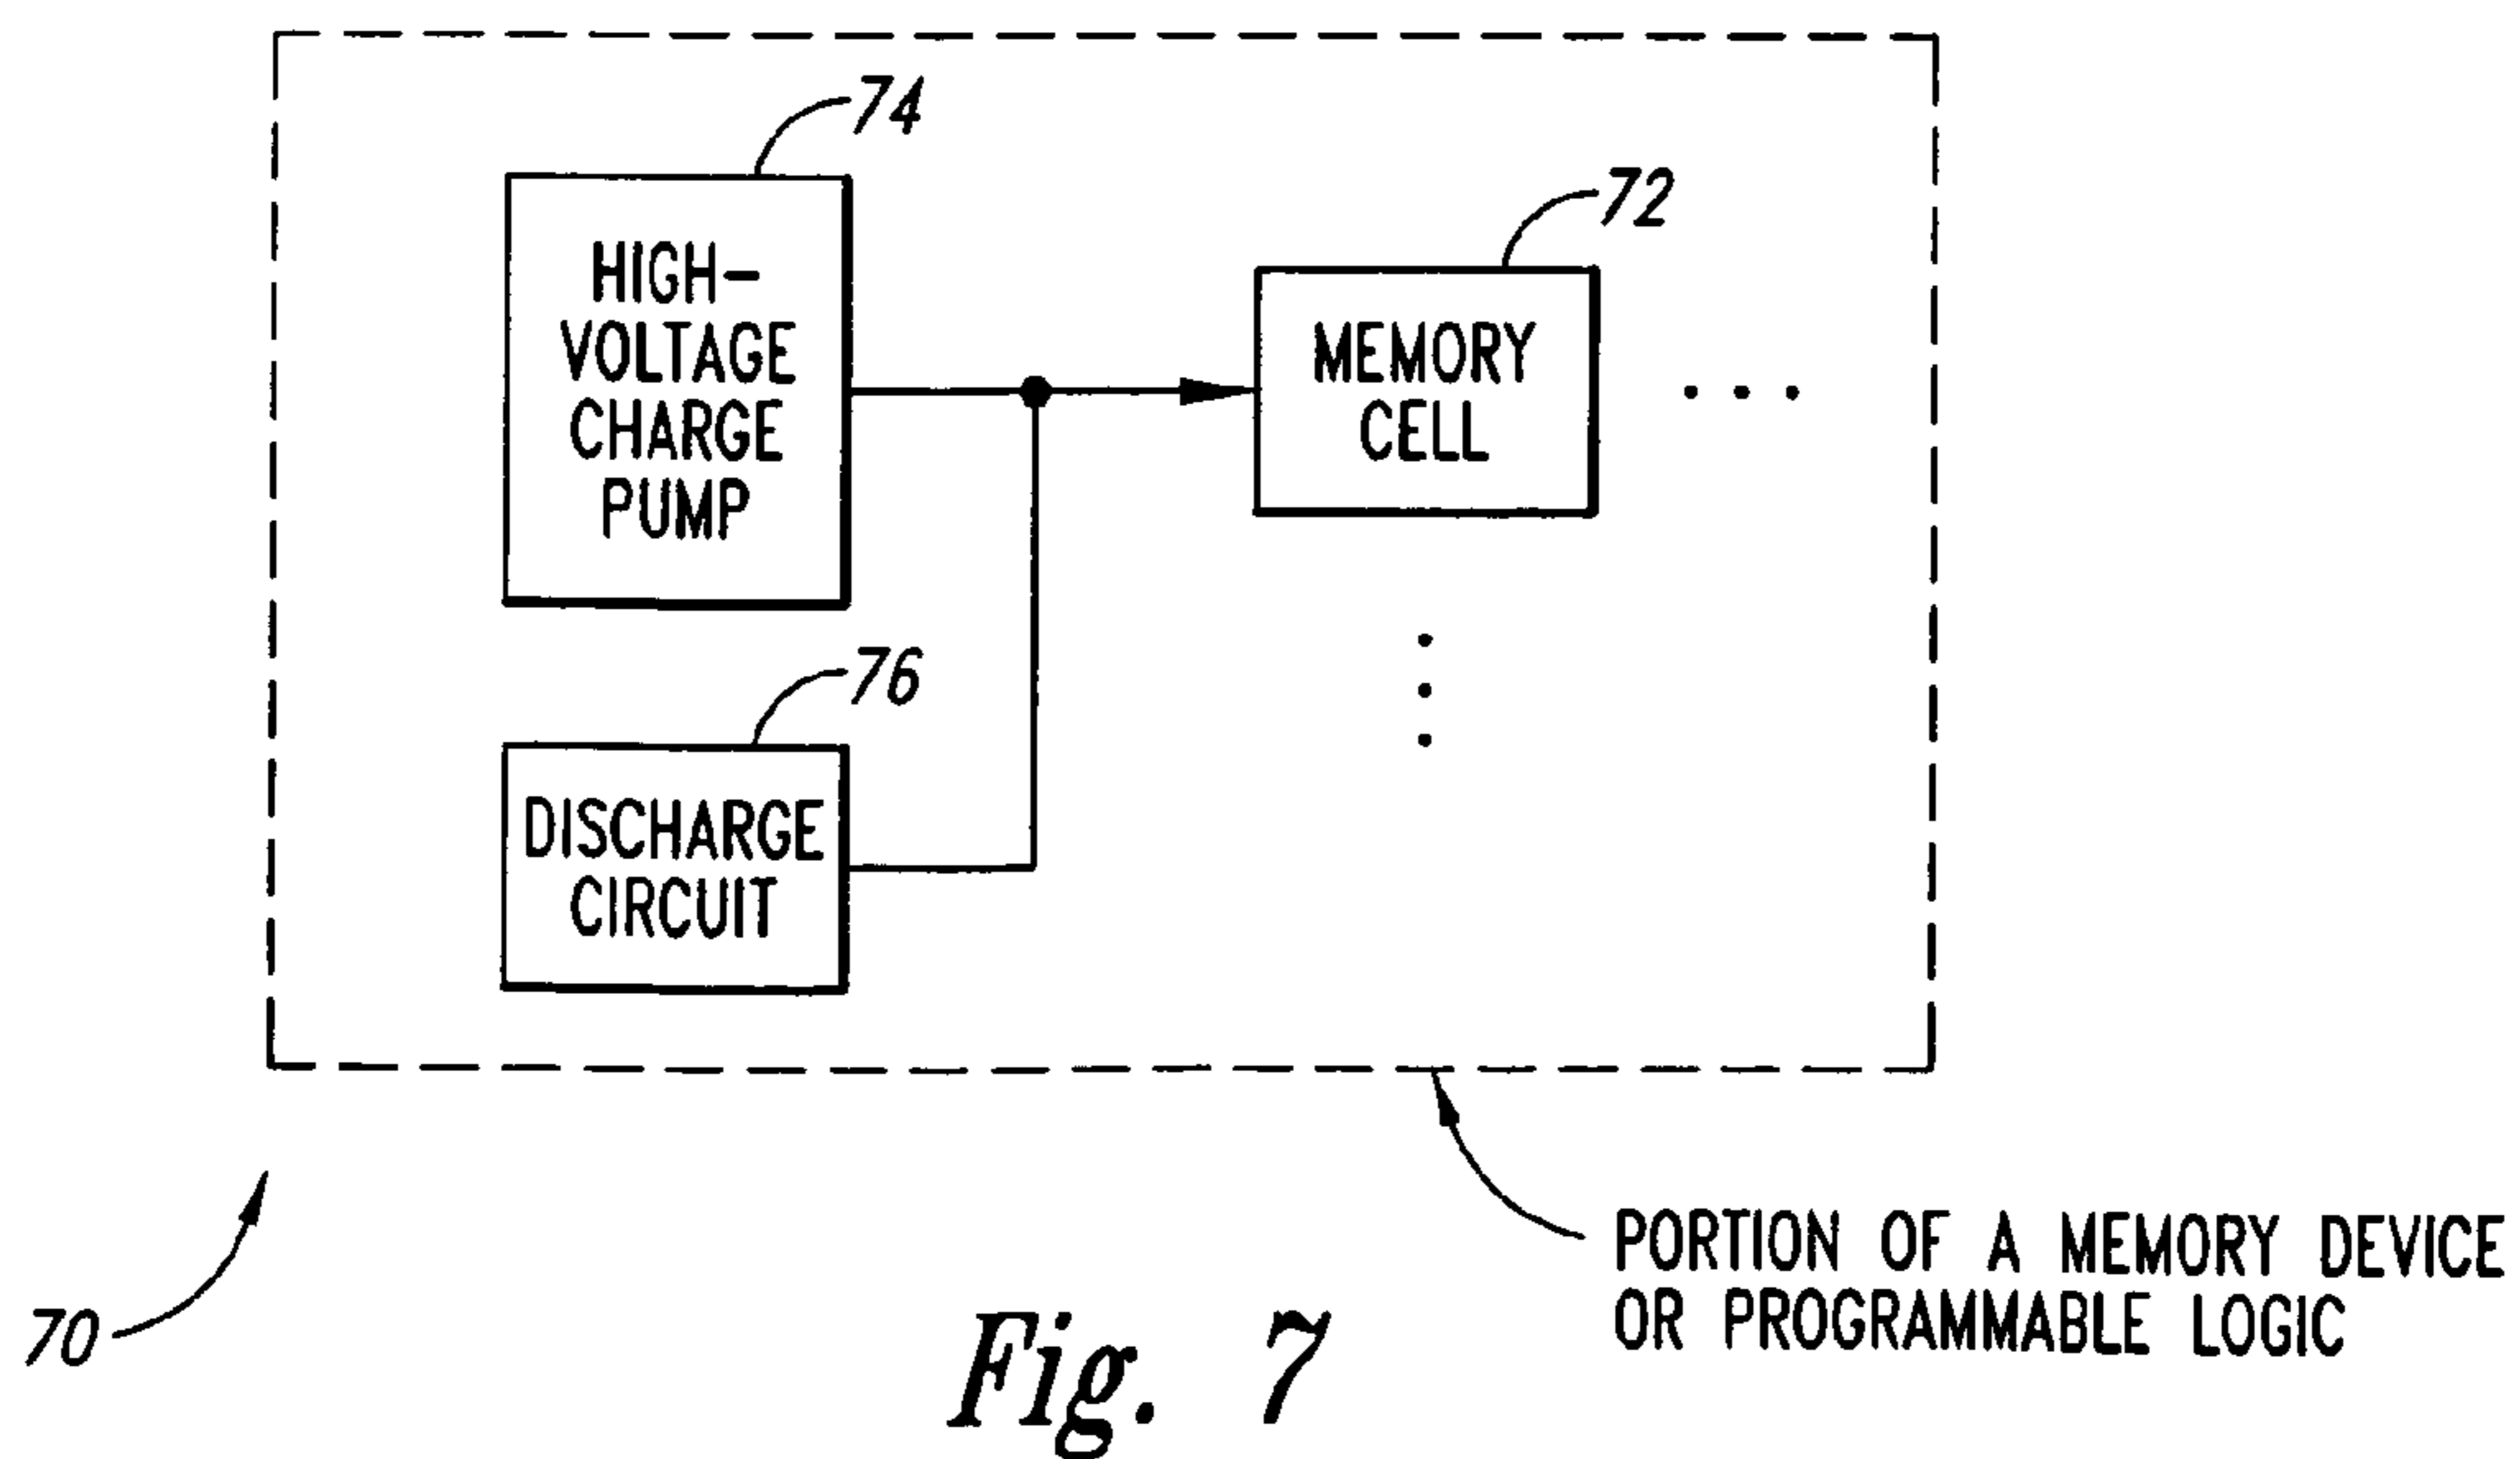 74
HIGH-
VOLTAGE
CHARGE
PUMP
72
MEMORY
CELL
76
DISCHARGE
CIRCUIT
70
PORTION OF A MEMORY DEVICE
OR PROGRAMMABLE LOGIC
Fig. 7